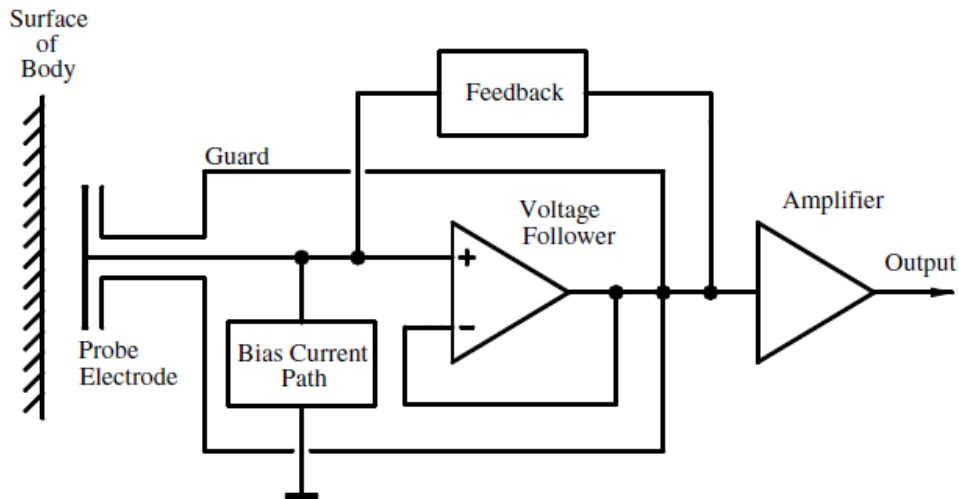 Surface
of
Body
Feedback
Guard
Voltage
Follower
Amplifier
+
-
Output
Probe
Electrode
Bias Current
Path